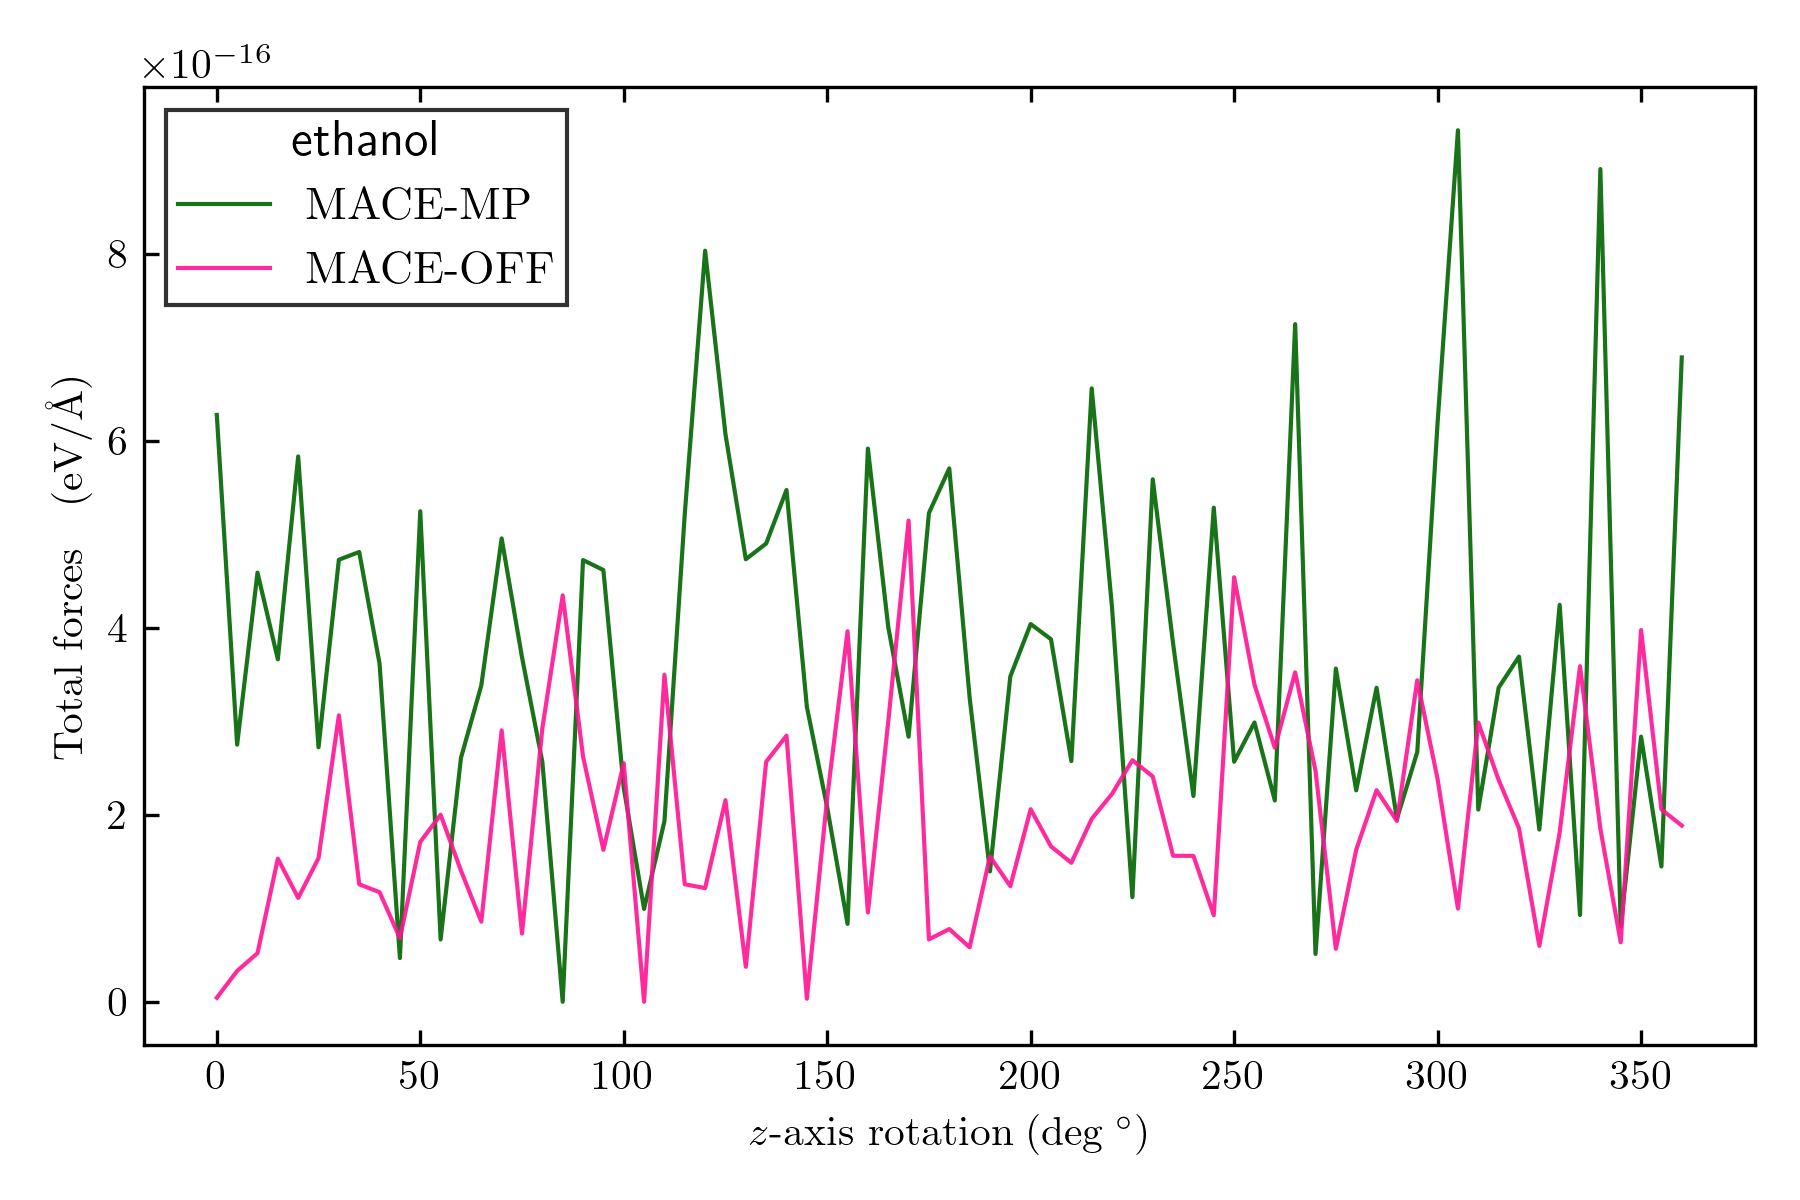 ×10⁻¹⁶
ethanol
MACE-MP
MACE-OFF
8
6
4
2
0
Total forces (eV/Å)
0 50 100 150 200 250 300 350
z-axis rotation (deg °)